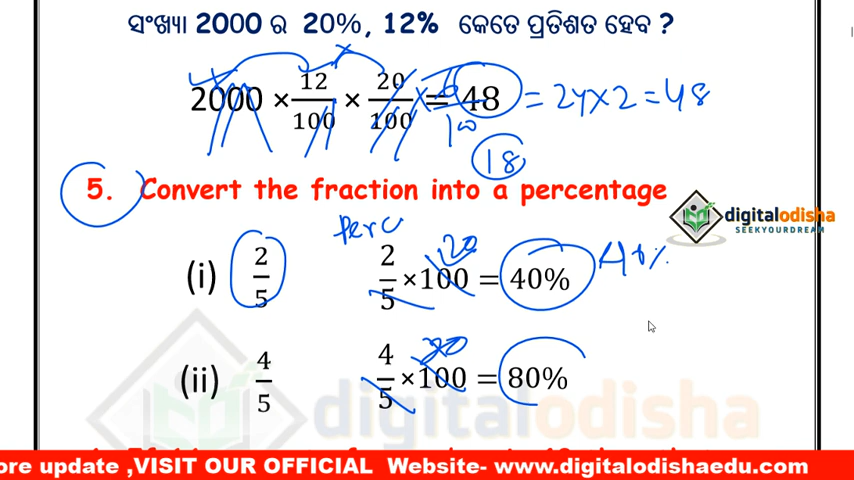 ସଂଖ୍ୟା 2000 ର 20%, 12% କେତେ ପ୍ରତିଶତ ହେବ ?
2000 × 12/100 × 20/100 = 48 = 24×2=48
10
18
5. Convert the fraction into a percentage
digitalodisha
SEEKYOURDREAM
Perc
(i) 2/5 2/5 ×100 = 40% 40%
20
(ii) 4/5 4/5 ×100 = 80%
20
digitalodisha
ore update ,VISIT OUR OFFICIAL Website- www.digitalodishaedu.com